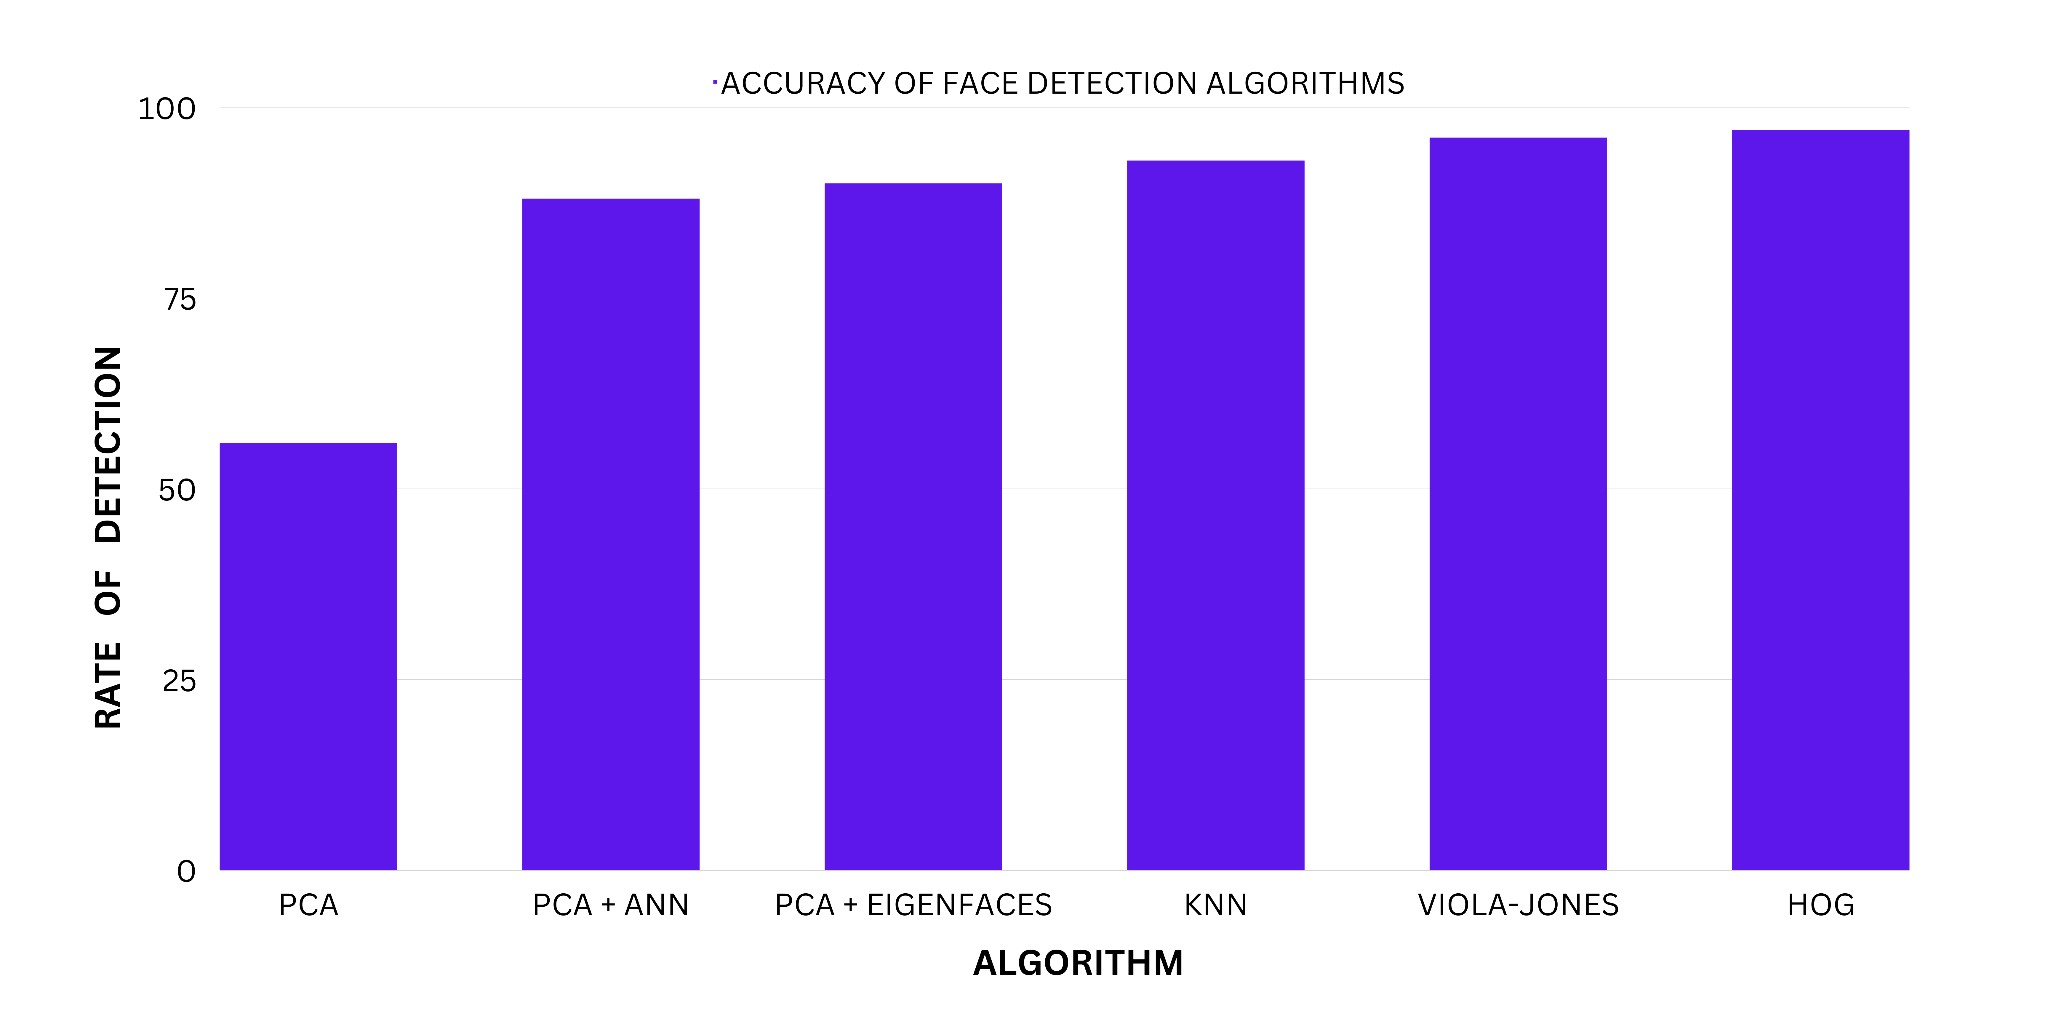 ·ACCURACY OF FACE DETECTION ALGORITHMS
100
75
50
25
0
RATE OF DETECTION
PCA
PCA + ANN
PCA + EIGENFACES
KNN
VIOLA-JONES
HOG
ALGORITHM